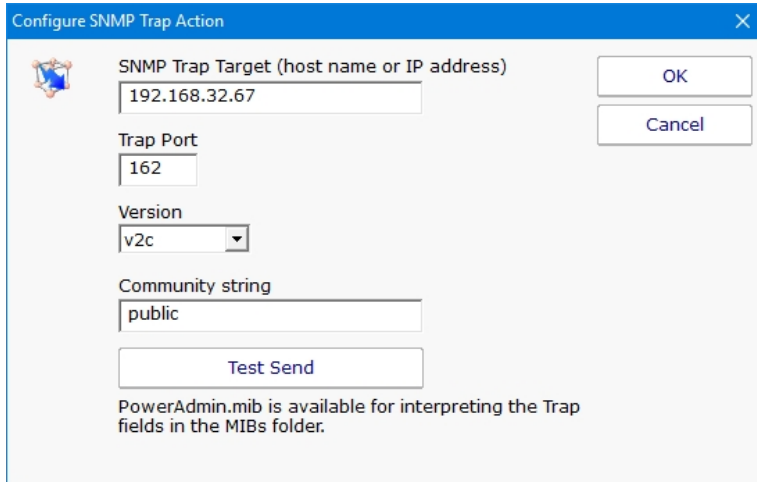 Configure SNMP Trap Action
SNMP Trap Target (host name or IP address)
192.168.32.67
OK
Cancel
Trap Port
162
Version
v2c
Community string
public
Test Send
PowerAdmin.mib is available for interpreting the Trap
fields in the MIBs folder.